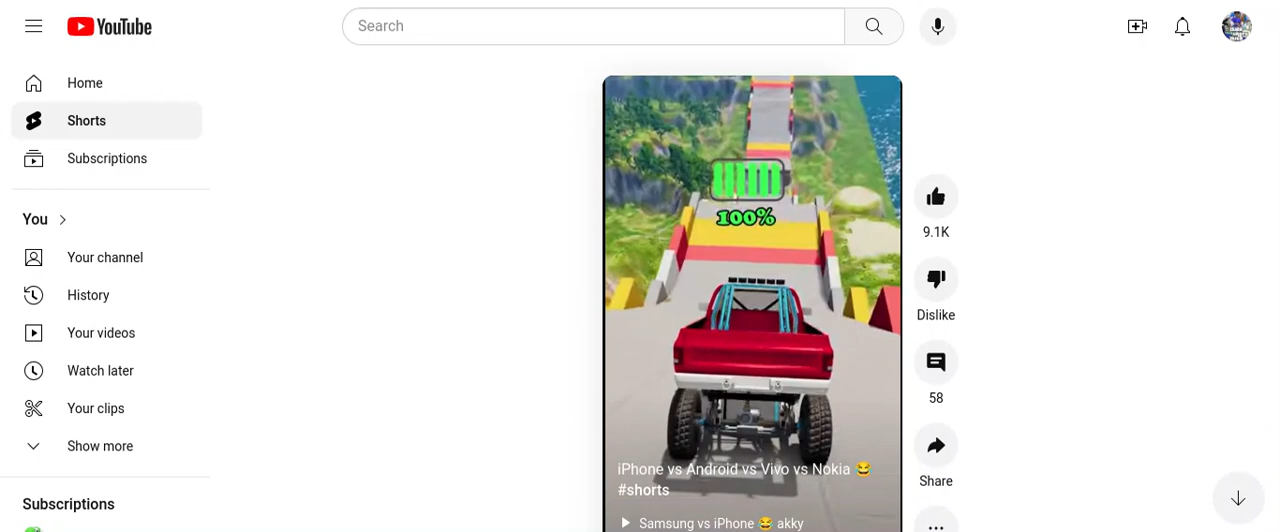 YouTube
Search
Home
Shorts
Subscriptions
You
Your channel
History
Your videos
Watch later
Your clips
Show more
Subscriptions
100%
iPhone vs Android vs Vivo vs Nokia 😂
#shorts
Samsung vs iPhone 😂 akky
9.1K
Dislike
58
Share